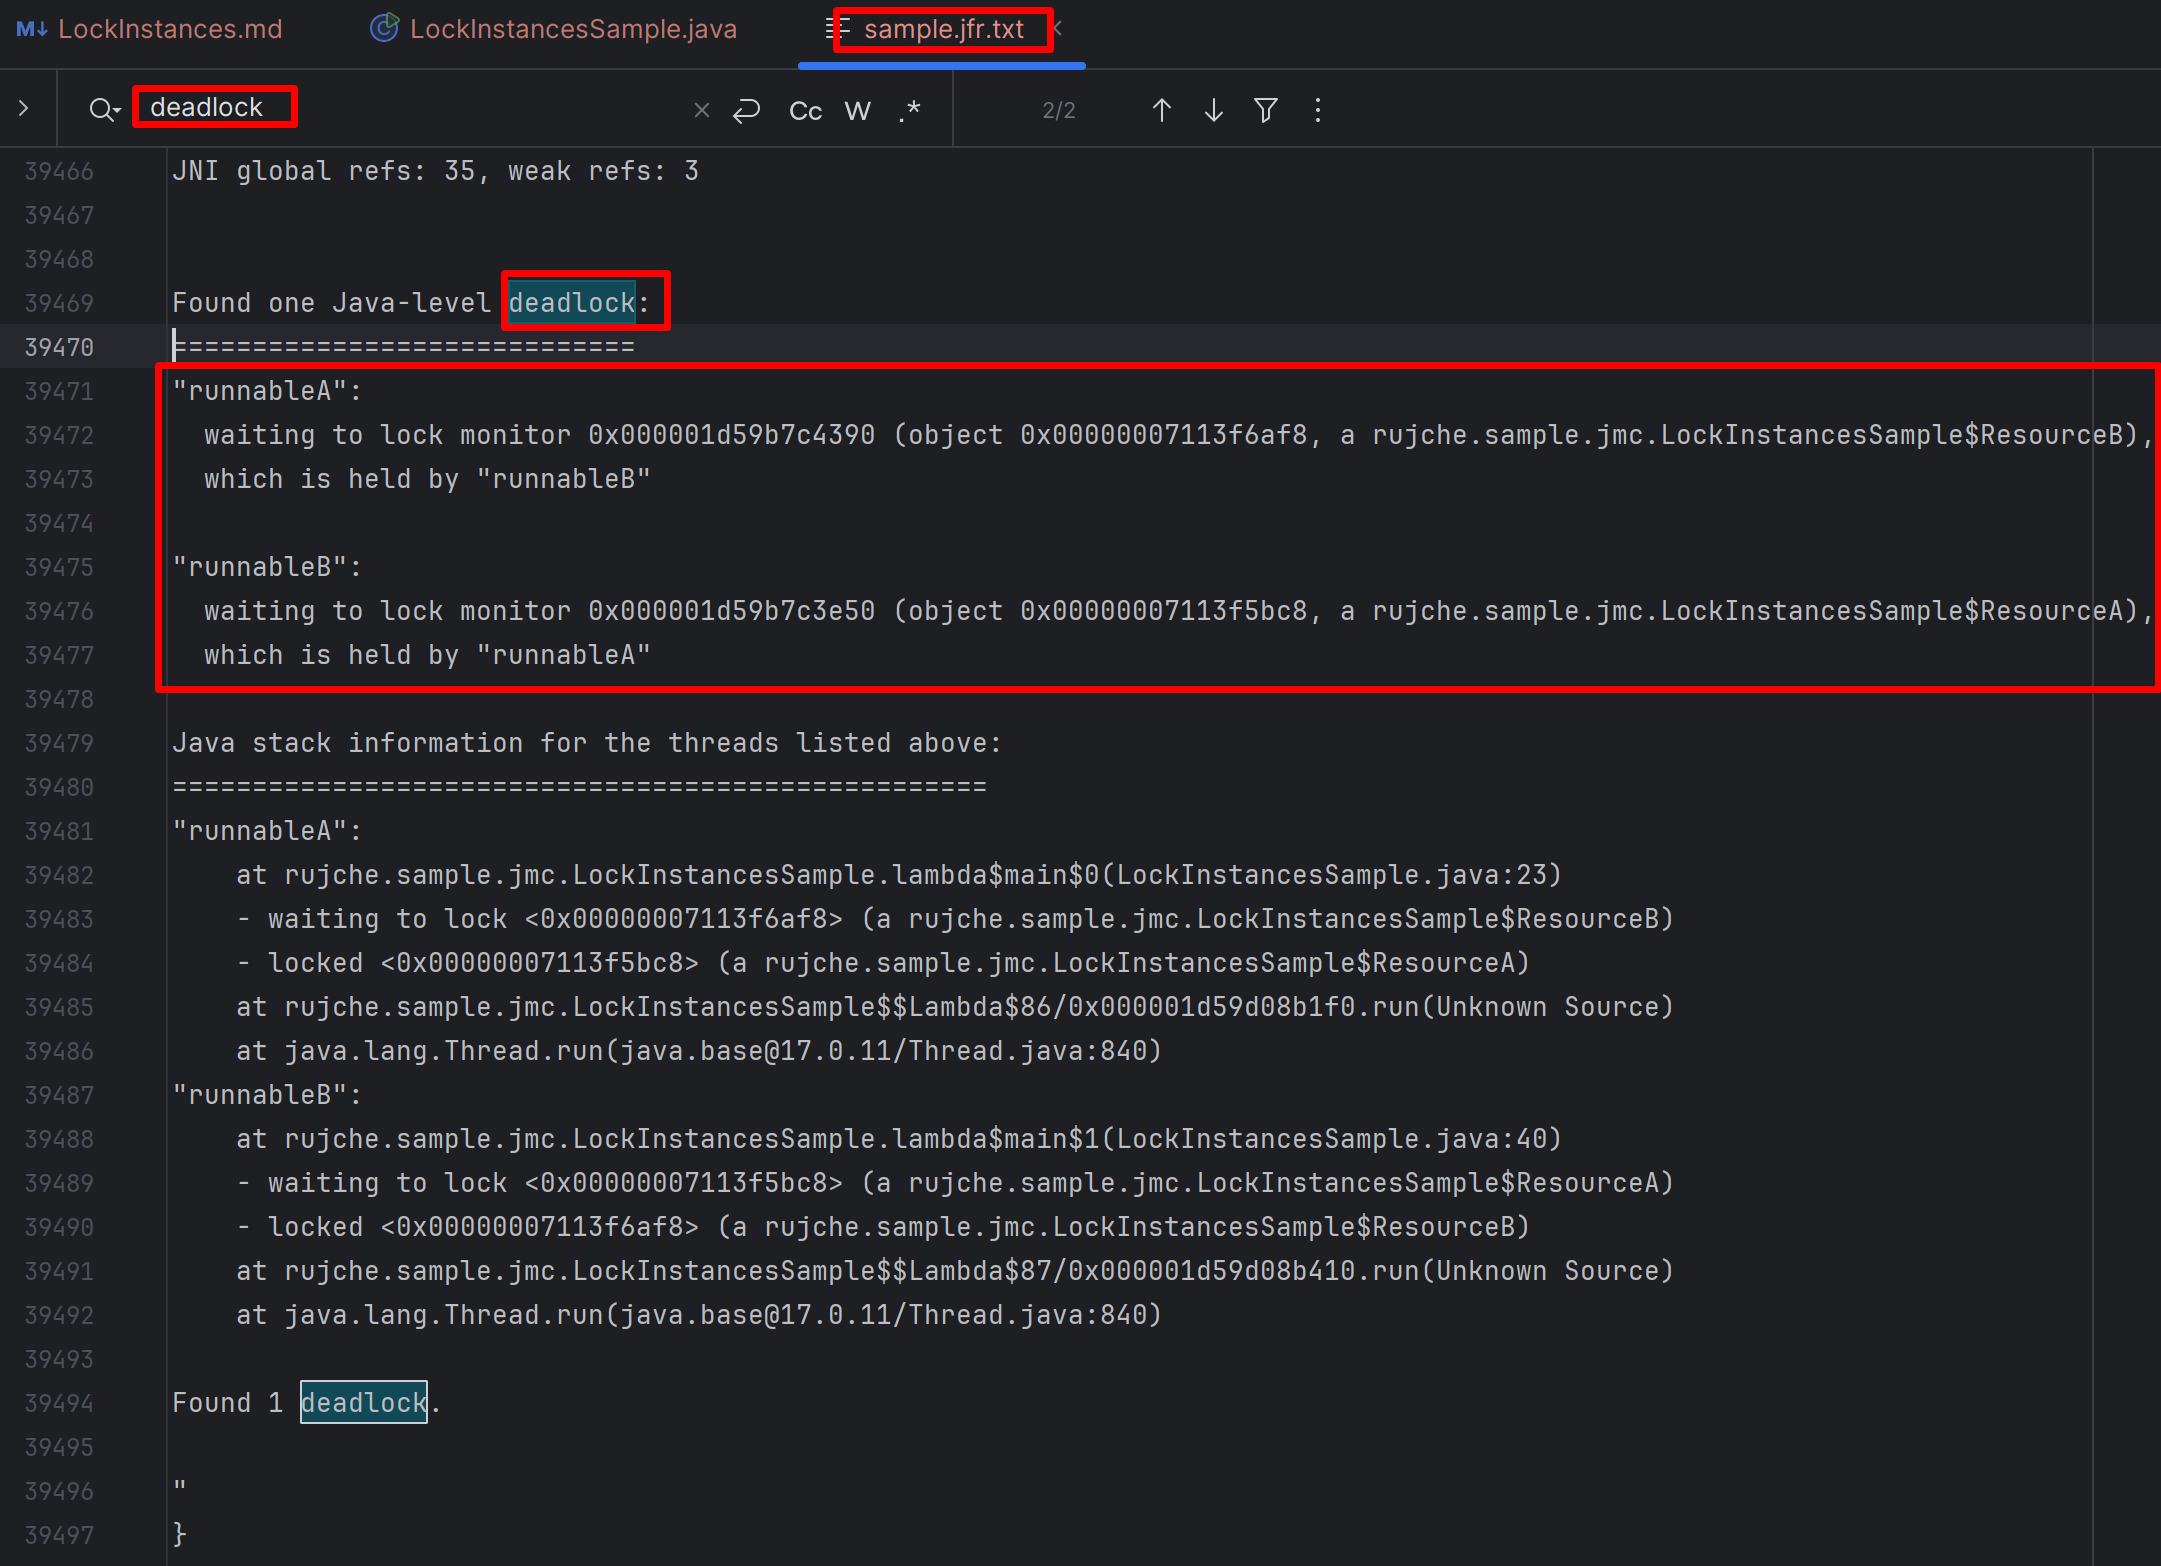 LockInstances.md LockInstancesSample.java sample.jfr.txt
deadlock Cc W .* 2/2
39466 JNI global refs: 35, weak refs: 3
39467
39468
39469 Found one Java-level deadlock:
39470 =============================
39471 "runnableA":
39472 waiting to lock monitor 0x000001d59b7c4390 (object 0x00000007113f6af8, a rujche.sample.jmc.LockInstancesSample$ResourceB),
39473 which is held by "runnableB"
39474
39475 "runnableB":
39476 waiting to lock monitor 0x000001d59b7c3e50 (object 0x00000007113f5bc8, a rujche.sample.jmc.LockInstancesSample$ResourceA),
39477 which is held by "runnableA"
39478
39479 Java stack information for the threads listed above:
39480 ===================================================
39481 "runnableA":
39482 at rujche.sample.jmc.LockInstancesSample.lambda$main$0(LockInstancesSample.java:23)
39483 - waiting to lock <0x00000007113f6af8> (a rujche.sample.jmc.LockInstancesSample$ResourceB)
39484 - locked <0x00000007113f5bc8> (a rujche.sample.jmc.LockInstancesSample$ResourceA)
39485 at rujche.sample.jmc.LockInstancesSample$$Lambda$86/0x000001d59d08b1f0.run(Unknown Source)
39486 at java.lang.Thread.run(java.base@17.0.11/Thread.java:840)
39487 "runnableB":
39488 at rujche.sample.jmc.LockInstancesSample.lambda$main$1(LockInstancesSample.java:40)
39489 - waiting to lock <0x00000007113f5bc8> (a rujche.sample.jmc.LockInstancesSample$ResourceA)
39490 - locked <0x00000007113f6af8> (a rujche.sample.jmc.LockInstancesSample$ResourceB)
39491 at rujche.sample.jmc.LockInstancesSample$$Lambda$87/0x000001d59d08b410.run(Unknown Source)
39492 at java.lang.Thread.run(java.base@17.0.11/Thread.java:840)
39493
39494 Found 1 deadlock.
39495
39496 "
39497 }